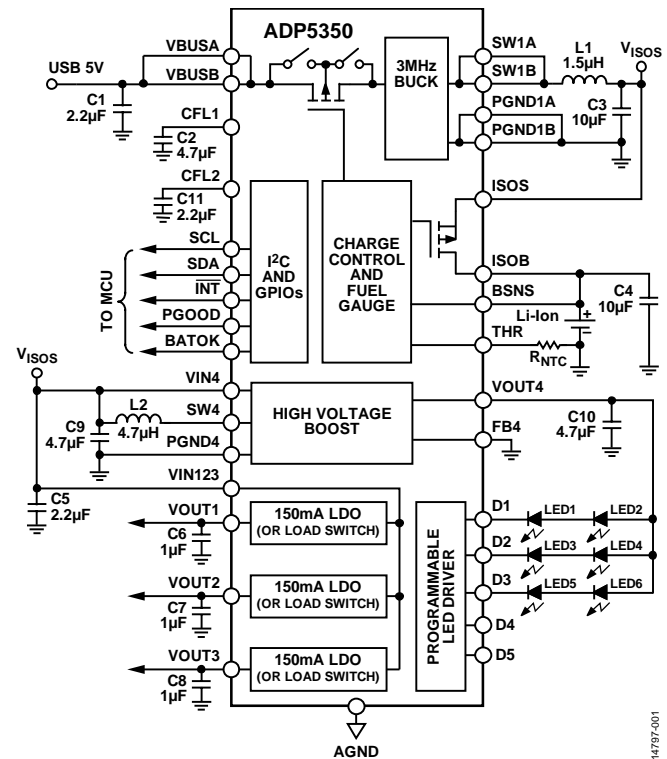 ADP5350
VBUSA
VBUSB
USB 5V
C1
2.2µF
CFL1
C2
4.7µF
CFL2
C11
2.2µF
3MHz
BUCK
SW1A
SW1B
L1
1.5µH
VISOS
PGND1A
PGND1B
C3
10µF
ISOS
SCL
SDA
INT
PGOOD
BATOK
TO MCU
I2C
AND
GPIOs
CHARGE
CONTROL
AND
FUEL
GAUGE
ISOB
BSNS
THR
Li-Ion
+
–
RNTC
C4
10µF
VISOS
VIN4
SW4
PGND4
L2
4.7µH
C9
4.7µF
HIGH VOLTAGE
BOOST
VOUT4
FB4
C10
4.7µF
VIN123
C5
2.2µF
VOUT1
C6
1µF
150mA LDO
(OR LOAD SWITCH)
VOUT2
C7
1µF
150mA LDO
(OR LOAD SWITCH)
VOUT3
C8
1µF
150mA LDO
(OR LOAD SWITCH)
PROGRAMMABLE
LED DRIVER
D1
LED1
LED2
D2
LED3
LED4
D3
LED5
LED6
D4
D5
AGND
14797-001